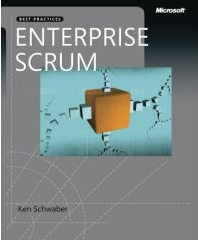 Microsoft
BEST PRACTICES
ENTERPRISE
SCRUM
Ken Schwaber